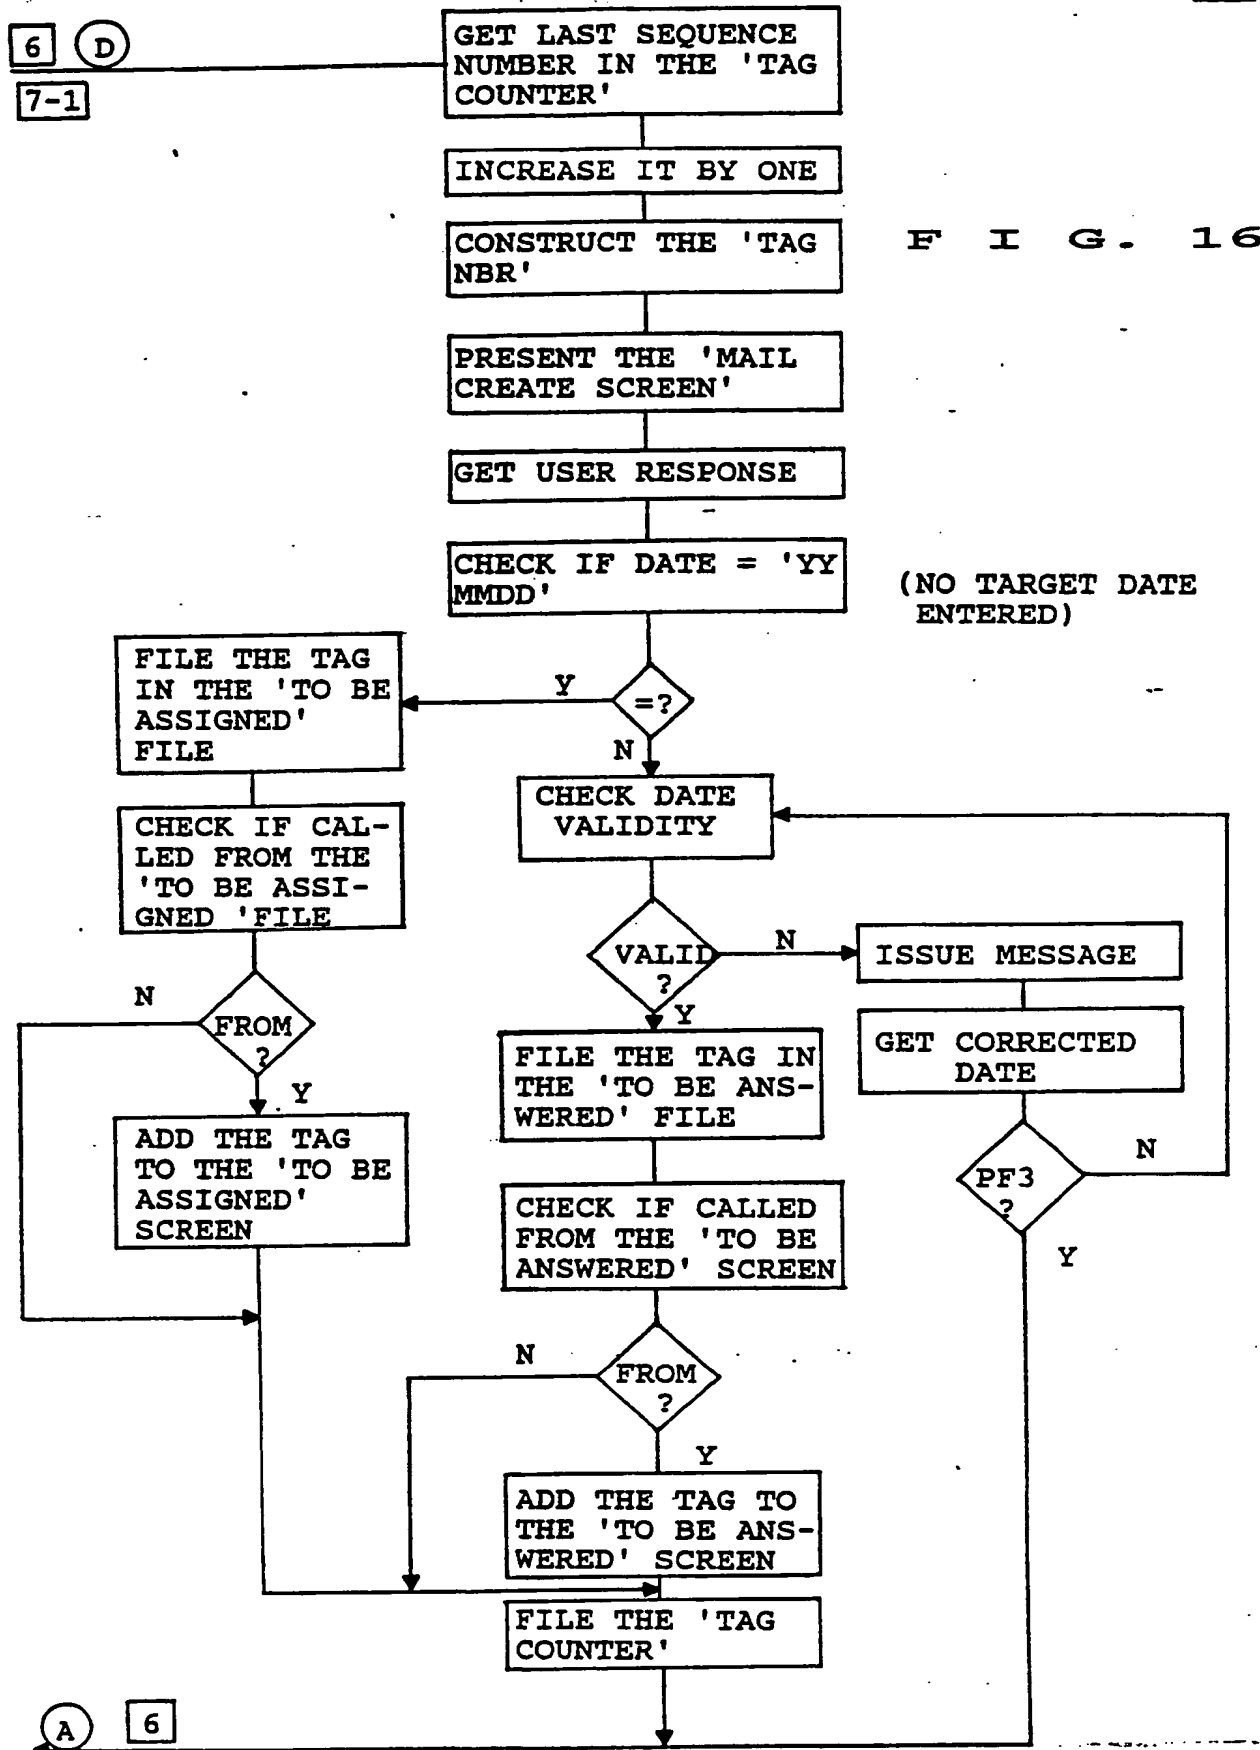 6 D
7-1
GET LAST SEQUENCE
NUMBER IN THE 'TAG
COUNTER'
INCREASE IT BY ONE
CONSTRUCT THE 'TAG
NBR'
F I G. 16
PRESENT THE 'MAIL
CREATE SCREEN'
GET USER RESPONSE
CHECK IF DATE = 'YY
MMDD'
(NO TARGET DATE
ENTERED)
=?
Y
N
FILE THE TAG
IN THE 'TO BE
ASSIGNED'
FILE
CHECK IF CAL-
LED FROM THE
'TO BE ASSI-
GNED 'FILE
FROM
?
N
Y
ADD THE TAG
TO THE 'TO BE
ASSIGNED'
SCREEN
CHECK DATE
VALIDITY
VALID
?
N
Y
ISSUE MESSAGE
GET CORRECTED
DATE
PF3
?
N
Y
FILE THE TAG IN
THE 'TO BE ANS-
WERED' FILE
CHECK IF CALLED
FROM THE 'TO BE
ANSWERED' SCREEN
FROM
?
N
Y
ADD THE TAG TO
THE 'TO BE ANS-
WERED' SCREEN
FILE THE 'TAG
COUNTER'
A 6